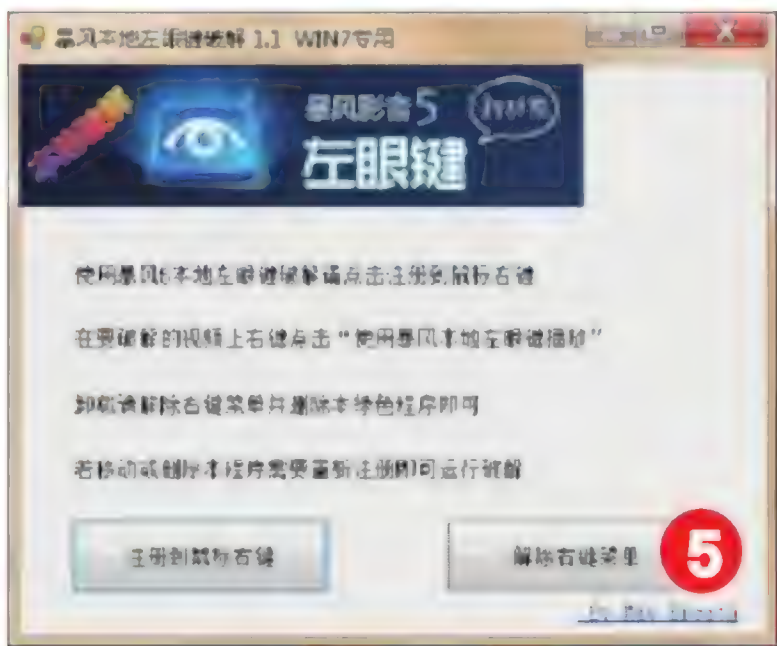 暴风本地左眼键破解 1.1 WIN7专用
暴风影音5
左眼键
使用暴风5本地左眼键破解请点击注册到鼠标右键
在要破解的视频上右键点击“使用暴风本地左眼键播放”
卸载请解除右键菜单并删除本绿色程序即可
若移动或删除本程序需要重新注册即可运行破解
注册到鼠标右键
解除右键菜单
5